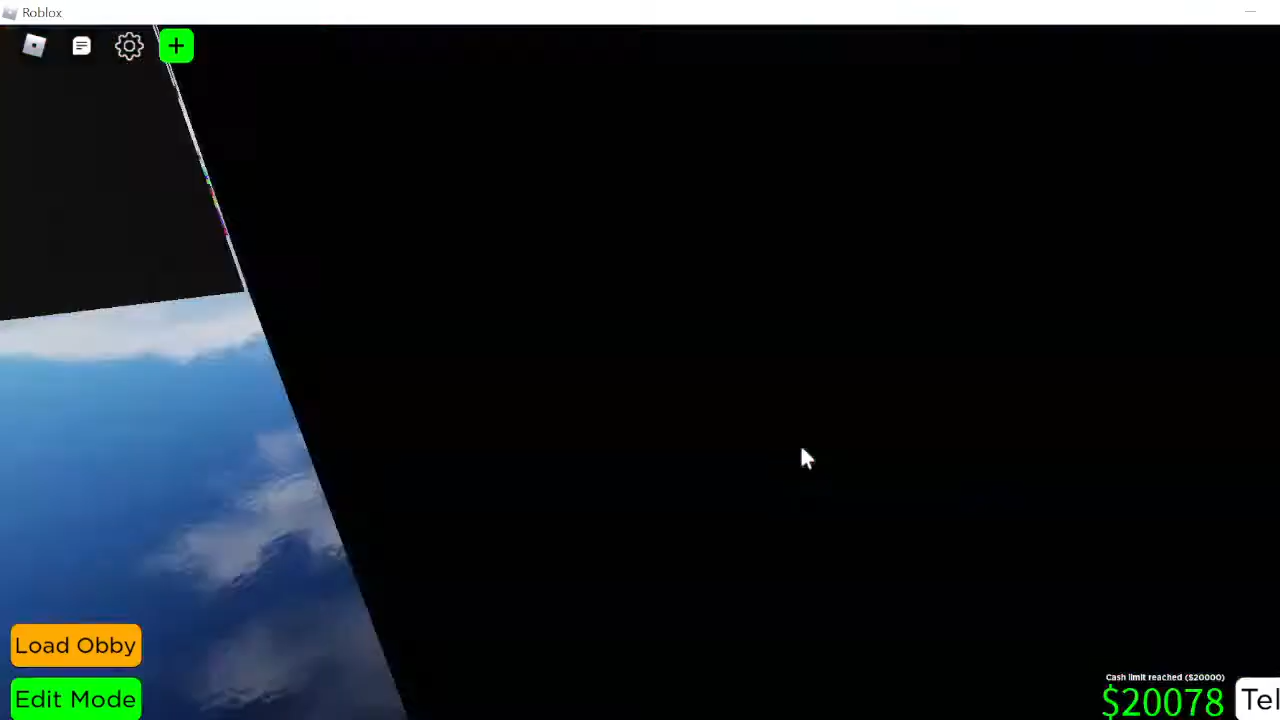 Roblox
Load Obby
Edit Mode
Cash limit reached ($20000)
$20078
Tel